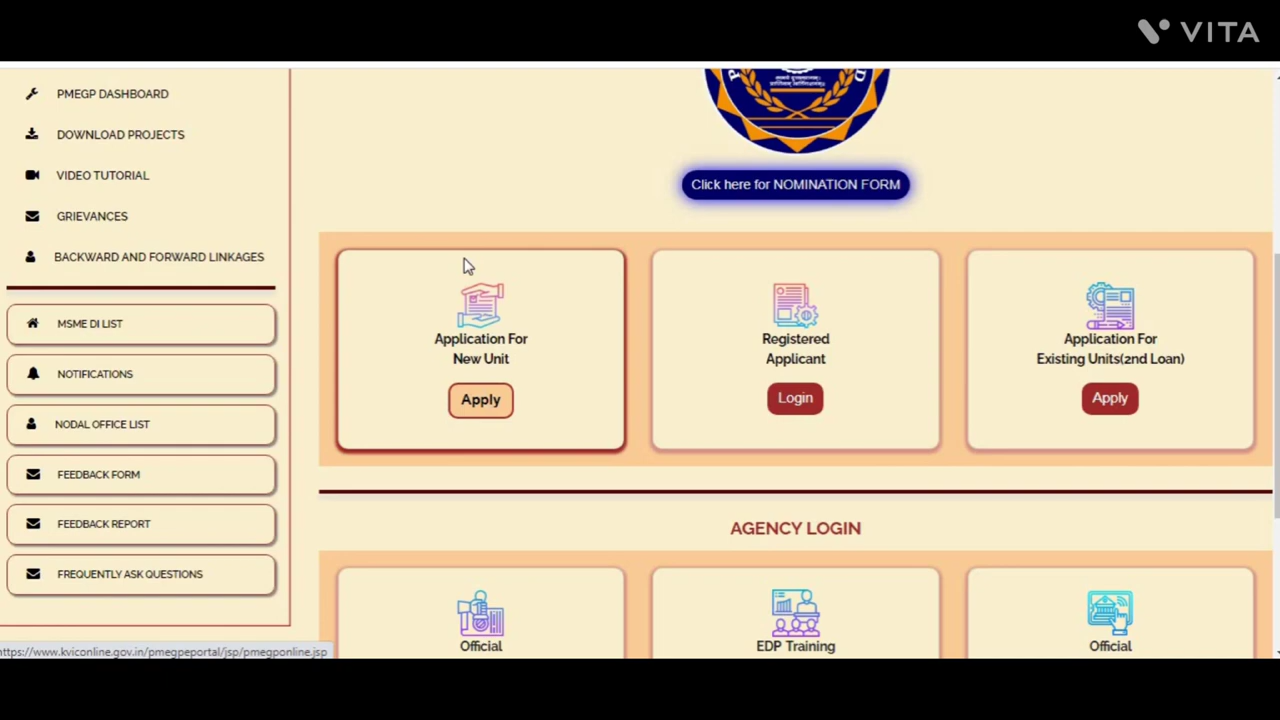 VITA
PMEGP DASHBOARD
DOWNLOAD PROJECTS
VIDEO TUTORIAL
GRIEVANCES
BACKWARD AND FORWARD LINKAGES
MSME DI LIST
NOTIFICATIONS
NODAL OFFICE LIST
FEEDBACK FORM
FEEDBACK REPORT
FREQUENTLY ASK QUESTIONS
https://www.kviconline.gov.in/pmegpeportal/jsp/pmegponline.jsp
Click here for NOMINATION FORM
Application For
New Unit
Apply
Registered
Applicant
Login
Application For
Existing Units(2nd Loan)
Apply
AGENCY LOGIN
Official
EDP Training
Official